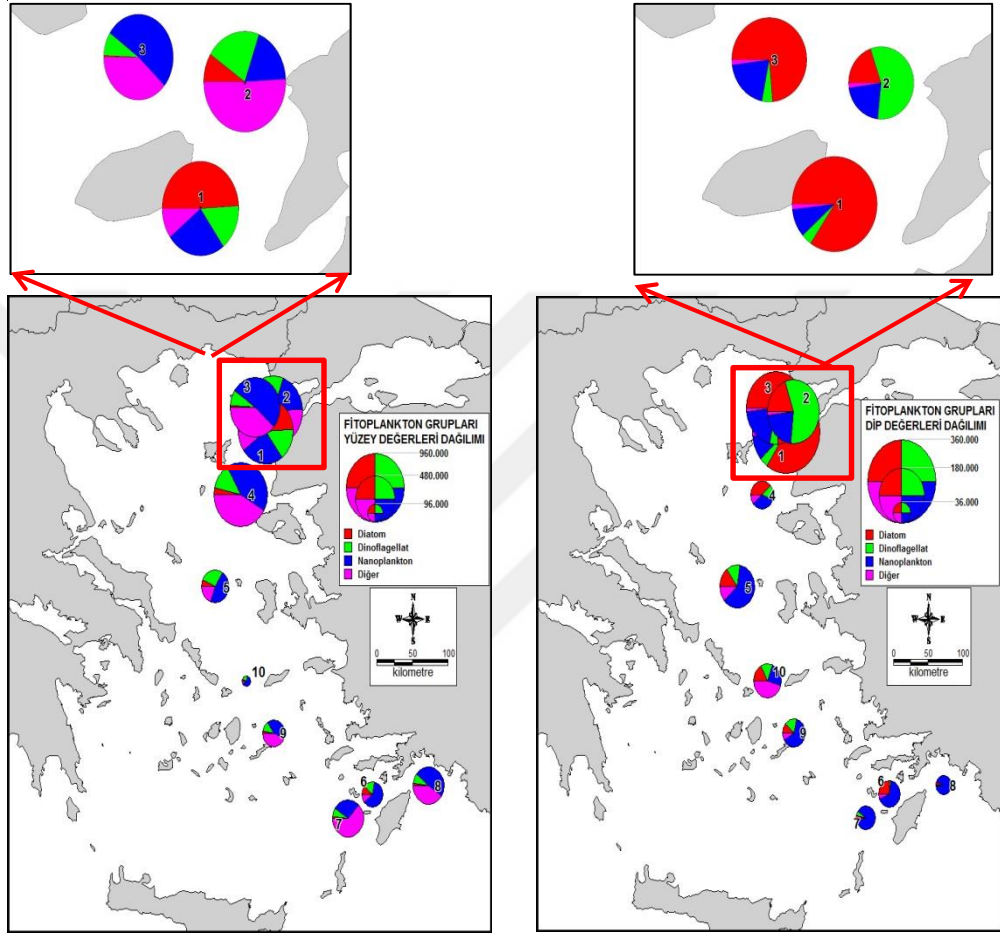 3
2
1
3
2
1
3
2
1
4
5
10
9
6
8
7
FİTOPLANKTON GRUPLARI
YÜZEY DEĞERLERİ DAĞILIMI
960.000
480.000
96.000
Diatom
Dinoflagellat
Nanoplankton
Diğer
N
W E
S
0 50 100
kilometre
3
2
1
4
5
10
9
6
8
7
FİTOPLANKTON GRUPLARI
DİP DEĞERLERİ DAĞILIMI
360.000
180.000
36.000
Diatom
Dinoflagellat
Nanoplankton
Diğer
N
W E
S
0 50 100
kilometre